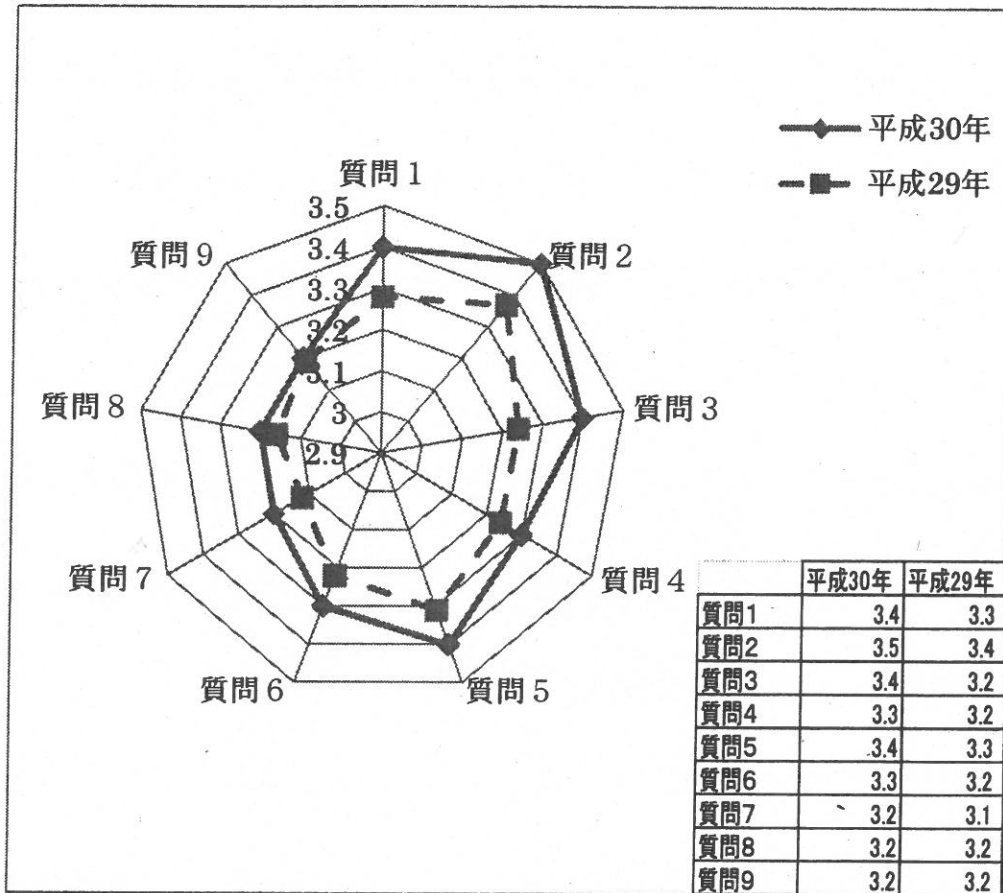 平成30年
平成29年
質問1
3.5
3.4
3.3
3.2
3.1
3
2.9
質問2
質問3
質問4
質問5
質問6
質問7
質問8
質問9
平成30年 平成29年
質問1 3.4 3.3
質問2 3.5 3.4
質問3 3.4 3.2
質問4 3.3 3.2
質問5 3.4 3.3
質問6 3.3 3.2
質問7 3.2 3.1
質問8 3.2 3.2
質問9 3.2 3.2